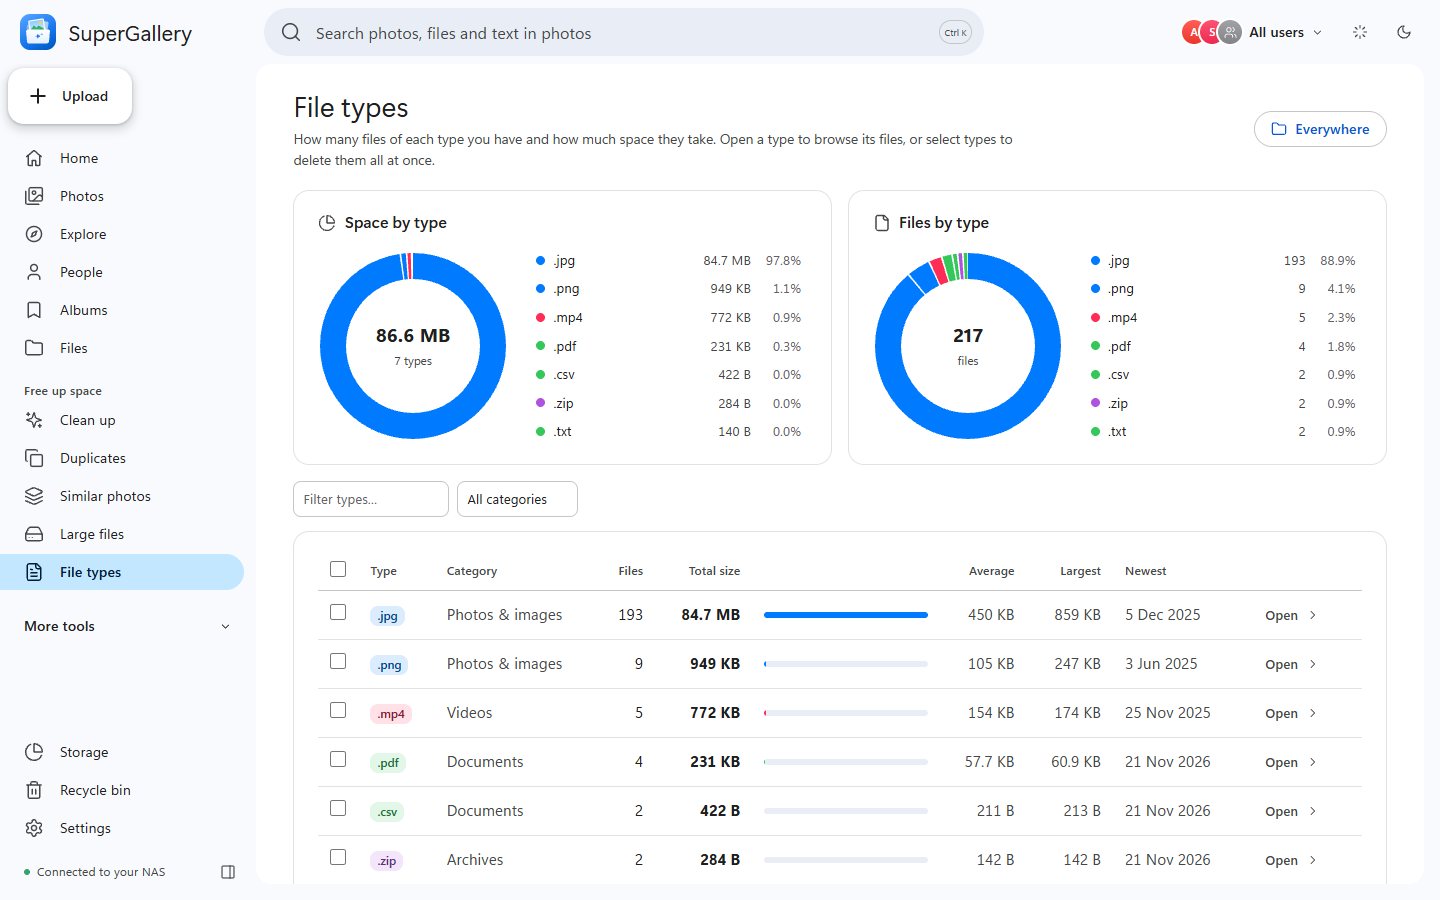 SuperGallery
Search photos, files and text in photos
Ctrl K
A S All users
Upload
Home
Photos
Explore
People
Albums
Files
Free up space
Clean up
Duplicates
Similar photos
Large files
File types
More tools
Storage
Recycle bin
Settings
Connected to your NAS
File types
How many files of each type you have and how much space they take. Open a type to browse its files, or select types to
delete them all at once.
Everywhere
Space by type
86.6 MB
7 types
.jpg 84.7 MB 97.8%
.png 949 KB 1.1%
.mp4 772 KB 0.9%
.pdf 231 KB 0.3%
.csv 422 B 0.0%
.zip 284 B 0.0%
.txt 140 B 0.0%
Files by type
217
files
.jpg 193 88.9%
.png 9 4.1%
.mp4 5 2.3%
.pdf 4 1.8%
.csv 2 0.9%
.zip 2 0.9%
.txt 2 0.9%
Filter types...
All categories
Type Category Files Total size Average Largest Newest
.jpg Photos & images 193 84.7 MB 450 KB 859 KB 5 Dec 2025 Open
.png Photos & images 9 949 KB 105 KB 247 KB 3 Jun 2025 Open
.mp4 Videos 5 772 KB 154 KB 174 KB 25 Nov 2025 Open
.pdf Documents 4 231 KB 57.7 KB 60.9 KB 21 Nov 2026 Open
.csv Documents 2 422 B 211 B 213 B 21 Nov 2026 Open
.zip Archives 2 284 B 142 B 142 B 21 Nov 2026 Open